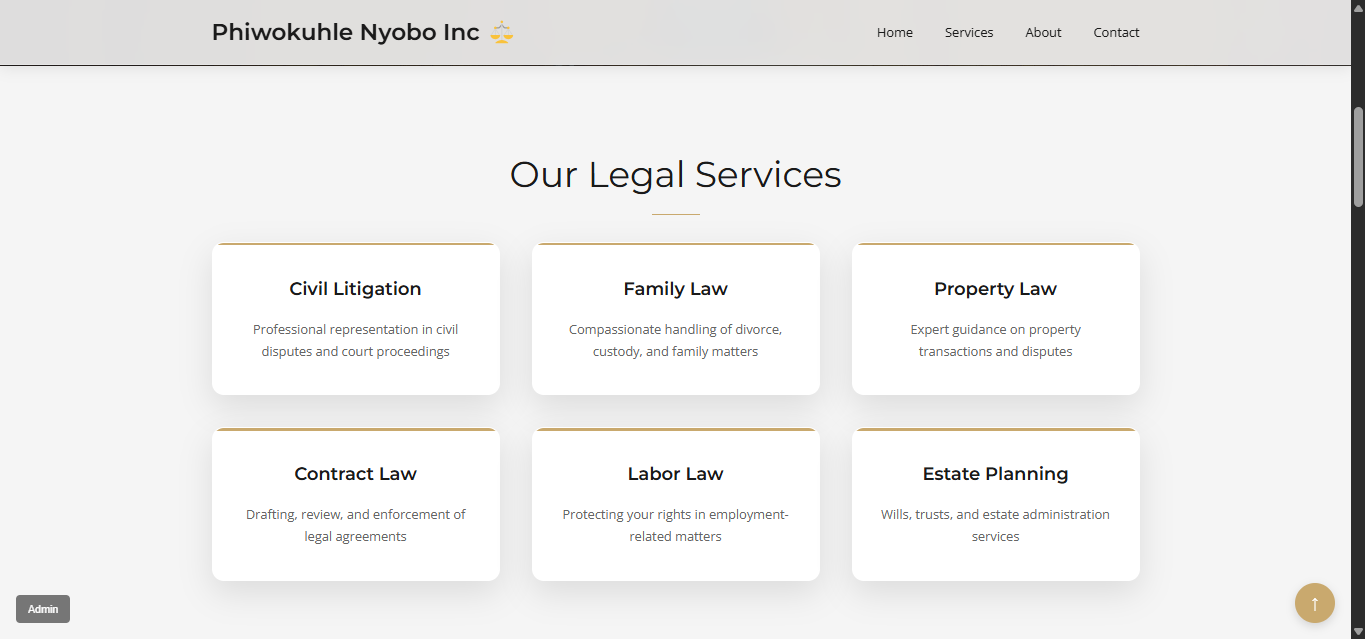 Phiwokuhle Nyobo Inc
Home
Services
About
Contact
Our Legal Services
Civil Litigation
Professional representation in civil
disputes and court proceedings
Family Law
Compassionate handling of divorce,
custody, and family matters
Property Law
Expert guidance on property
transactions and disputes
Contract Law
Drafting, review, and enforcement of
legal agreements
Labor Law
Protecting your rights in employment-
related matters
Estate Planning
Wills, trusts, and estate administration
services
Admin
↑